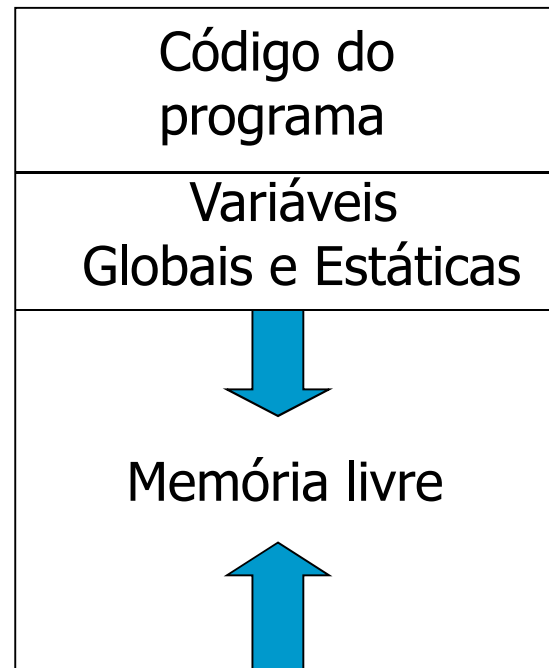 Código do
programa
Variáveis
Globais e Estáticas
Memória livre